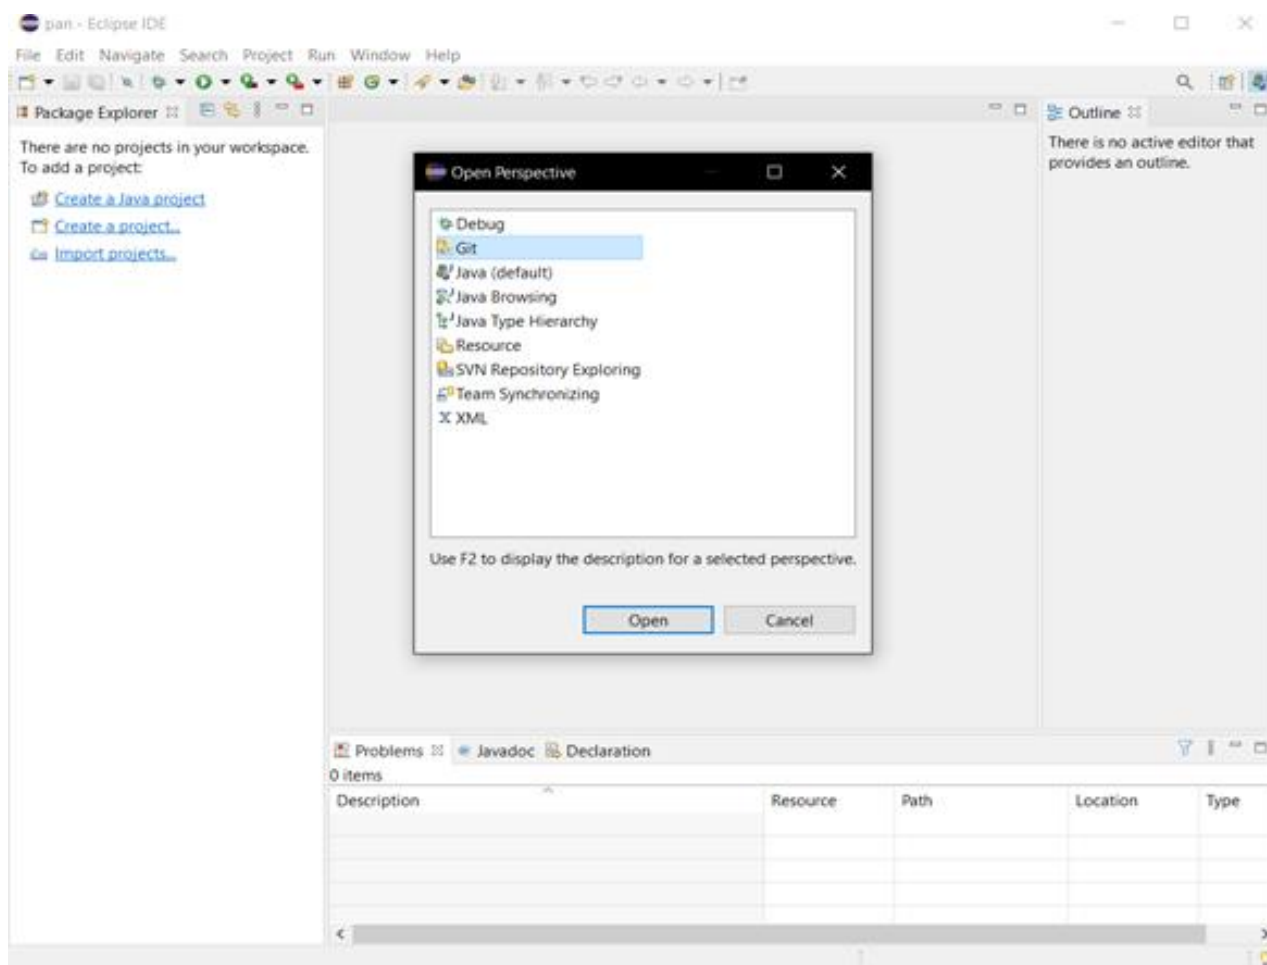 pan - Eclipse IDE
File Edit Navigate Search Project Run Window Help
Package Explorer
There are no projects in your workspace.
To add a project:
Create a Java project
Create a project...
Import projects...
Open Perspective
Debug
Git
Java (default)
Java Browsing
Java Type Hierarchy
Resource
SVN Repository Exploring
Team Synchronizing
XML
Use F2 to display the description for a selected perspective.
Open Cancel
Outline
There is no active editor that
provides an outline.
Problems Javadoc Declaration
0 items
Description Resource Path Location Type